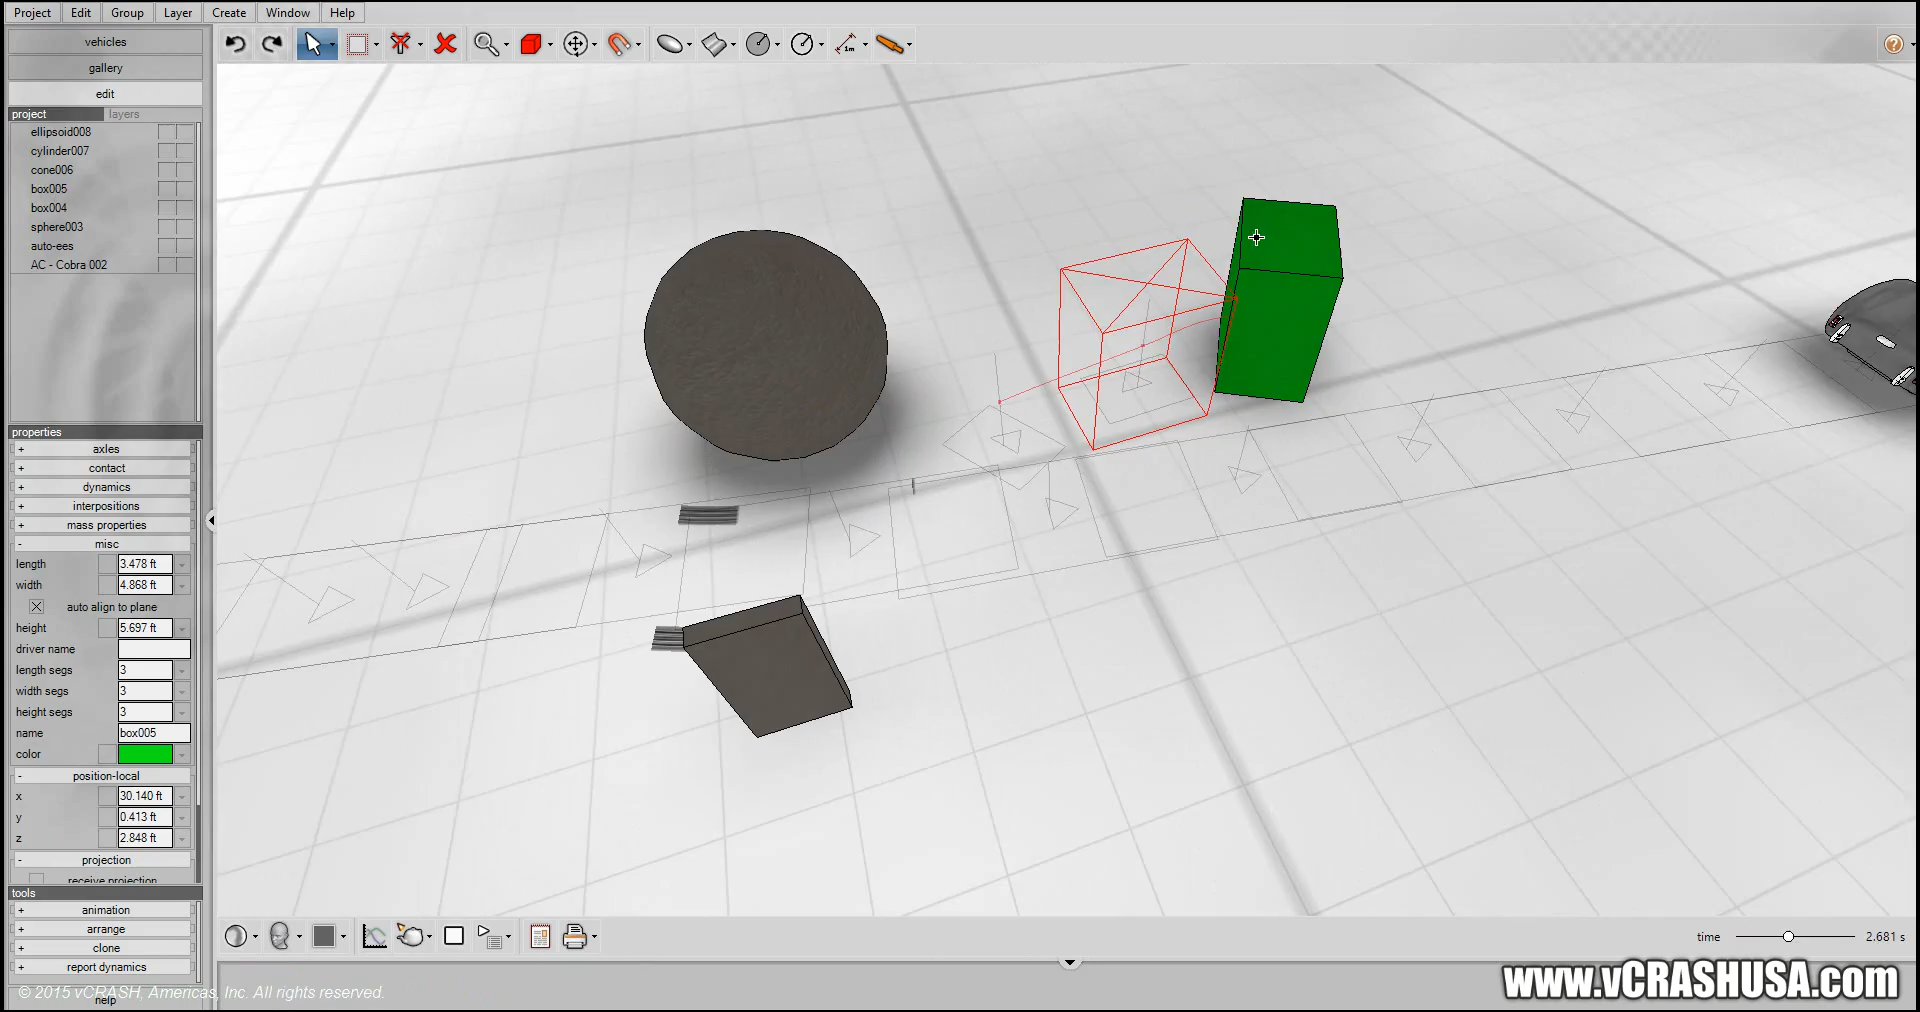 Project Edit Group Layer Create Window Help
vehicles
gallery
edit
project layers
ellipsoid008
cylinder007
cone006
box005
box004
sphere003
auto-ees
AC - Cobra 002
properties
+ axles
+ contact
+ dynamics
+ interpositions
+ mass properties
- misc
length 3.478 ft
width 4.868 ft
auto align to plane
height 5.697 ft
driver name
length segs 3
width segs 3
height segs 3
name box005
color
- position-local
x 30.140 ft
y 0.413 ft
z 2.848 ft
- projection
receive projection
tools
+ animation
+ arrange
+ clone
+ report dynamics
help
1m
time 2.681 s
© 2015 vCRASH, Americas, Inc. All rights reserved.
www.vCRASHUSA.com